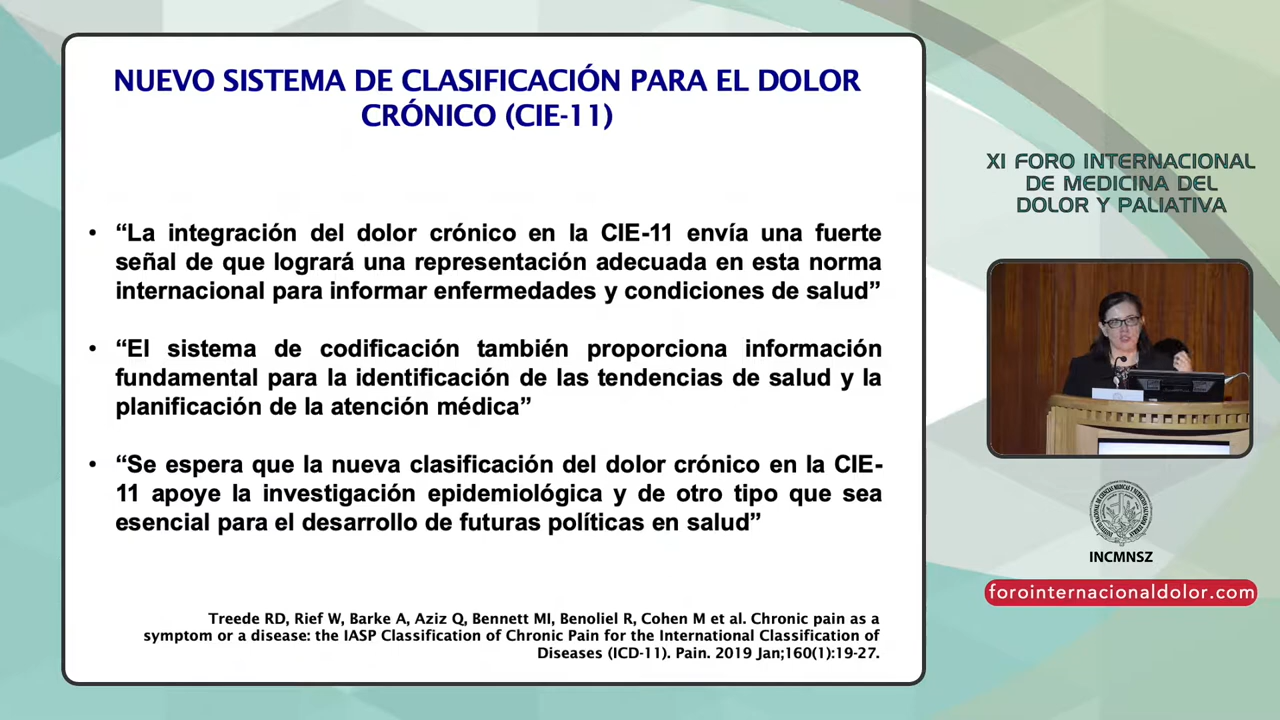 NUEVO SISTEMA DE CLASIFICACIÓN PARA EL DOLOR
CRÓNICO (CIE-11)
• “La integración del dolor crónico en la CIE-11 envía una fuerte
señal de que logrará una representación adecuada en esta norma
internacional para informar enfermedades y condiciones de salud”
• “El sistema de codificación también proporciona información
fundamental para la identificación de las tendencias de salud y la
planificación de la atención médica”
• “Se espera que la nueva clasificación del dolor crónico en la CIE-
11 apoye la investigación epidemiológica y de otro tipo que sea
esencial para el desarrollo de futuras políticas en salud”
Treede RD, Rief W, Barke A, Aziz Q, Bennett MI, Benoliel R, Cohen M et al. Chronic pain as a
symptom or a disease: the IASP Classification of Chronic Pain for the International Classification of
Diseases (ICD-11). Pain. 2019 Jan;160(1):19-27.
XI FORO INTERNACIONAL
DE MEDICINA DEL
DOLOR Y PALIATIVA
INCMNSZ
forointernacionaldolor.com